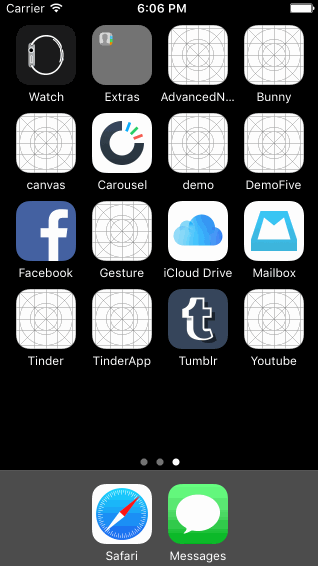 Carrier 6:06 PM
Watch Extras AdvancedN... Bunny
canvas Carousel demo DemoFive
Facebook Gesture iCloud Drive Mailbox
Tinder TinderApp Tumblr Youtube
Safari Messages